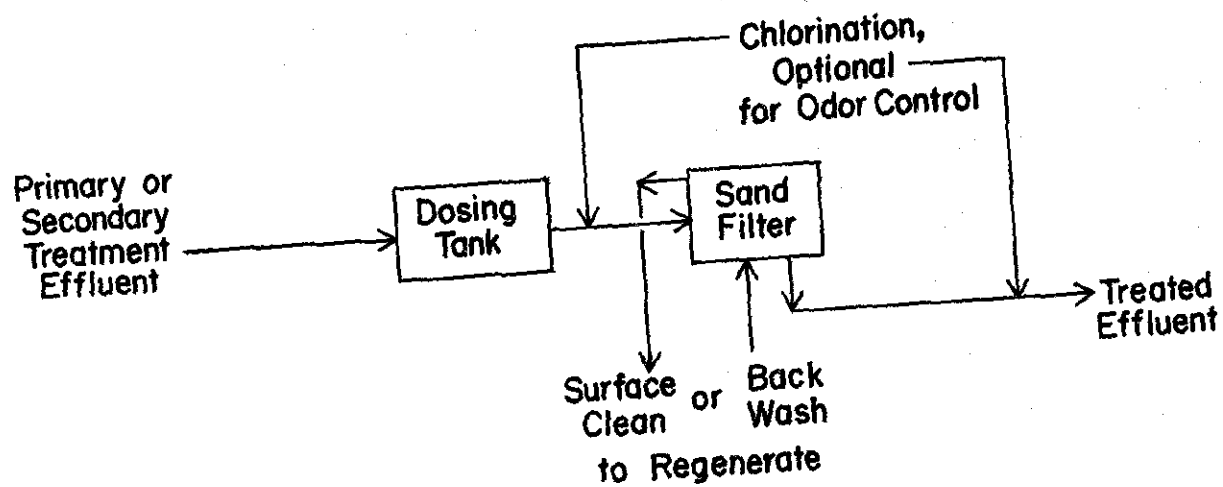 Chlorination,
Optional
for Odor Control
Primary or
Secondary
Treatment
Effluent
Dosing
Tank
Sand
Filter
Treated
Effluent
Surface
Clean
or
Back
Wash
to Regenerate